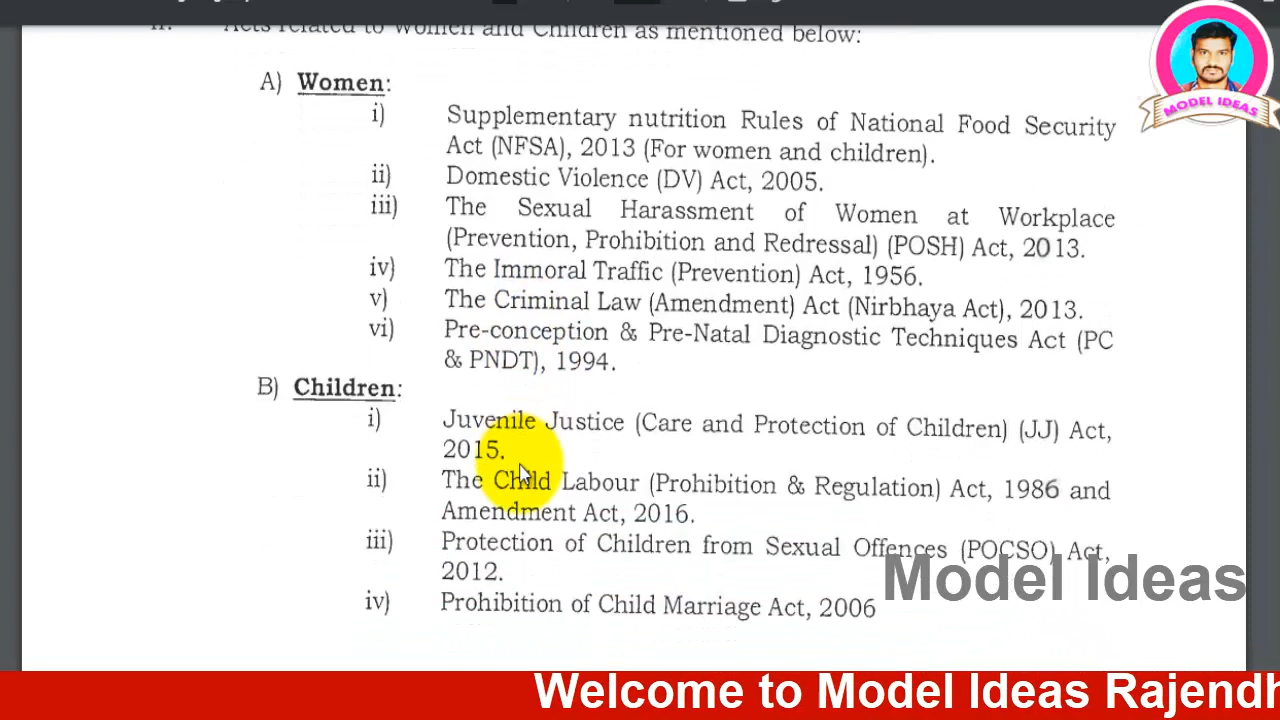 Acts related to Women and Children as mentioned below:
A) Women:
i) Supplementary nutrition Rules of National Food Security
Act (NFSA), 2013 (For women and children).
ii) Domestic Violence (DV) Act, 2005.
iii) The Sexual Harassment of Women at Workplace
(Prevention, Prohibition and Redressal) (POSH) Act, 2013.
iv) The Immoral Traffic (Prevention) Act, 1956.
v) The Criminal Law (Amendment) Act (Nirbhaya Act), 2013.
vi) Pre-conception & Pre-Natal Diagnostic Techniques Act (PC
& PNDT), 1994.
B) Children:
i) Juvenile Justice (Care and Protection of Children) (JJ) Act,
2015.
ii) The Child Labour (Prohibition & Regulation) Act, 1986 and
Amendment Act, 2016.
iii) Protection of Children from Sexual Offences (POCSO) Act,
2012.
iv) Prohibition of Child Marriage Act, 2006
MODEL IDEAS
Model Ideas
Welcome to Model Ideas Rajendh